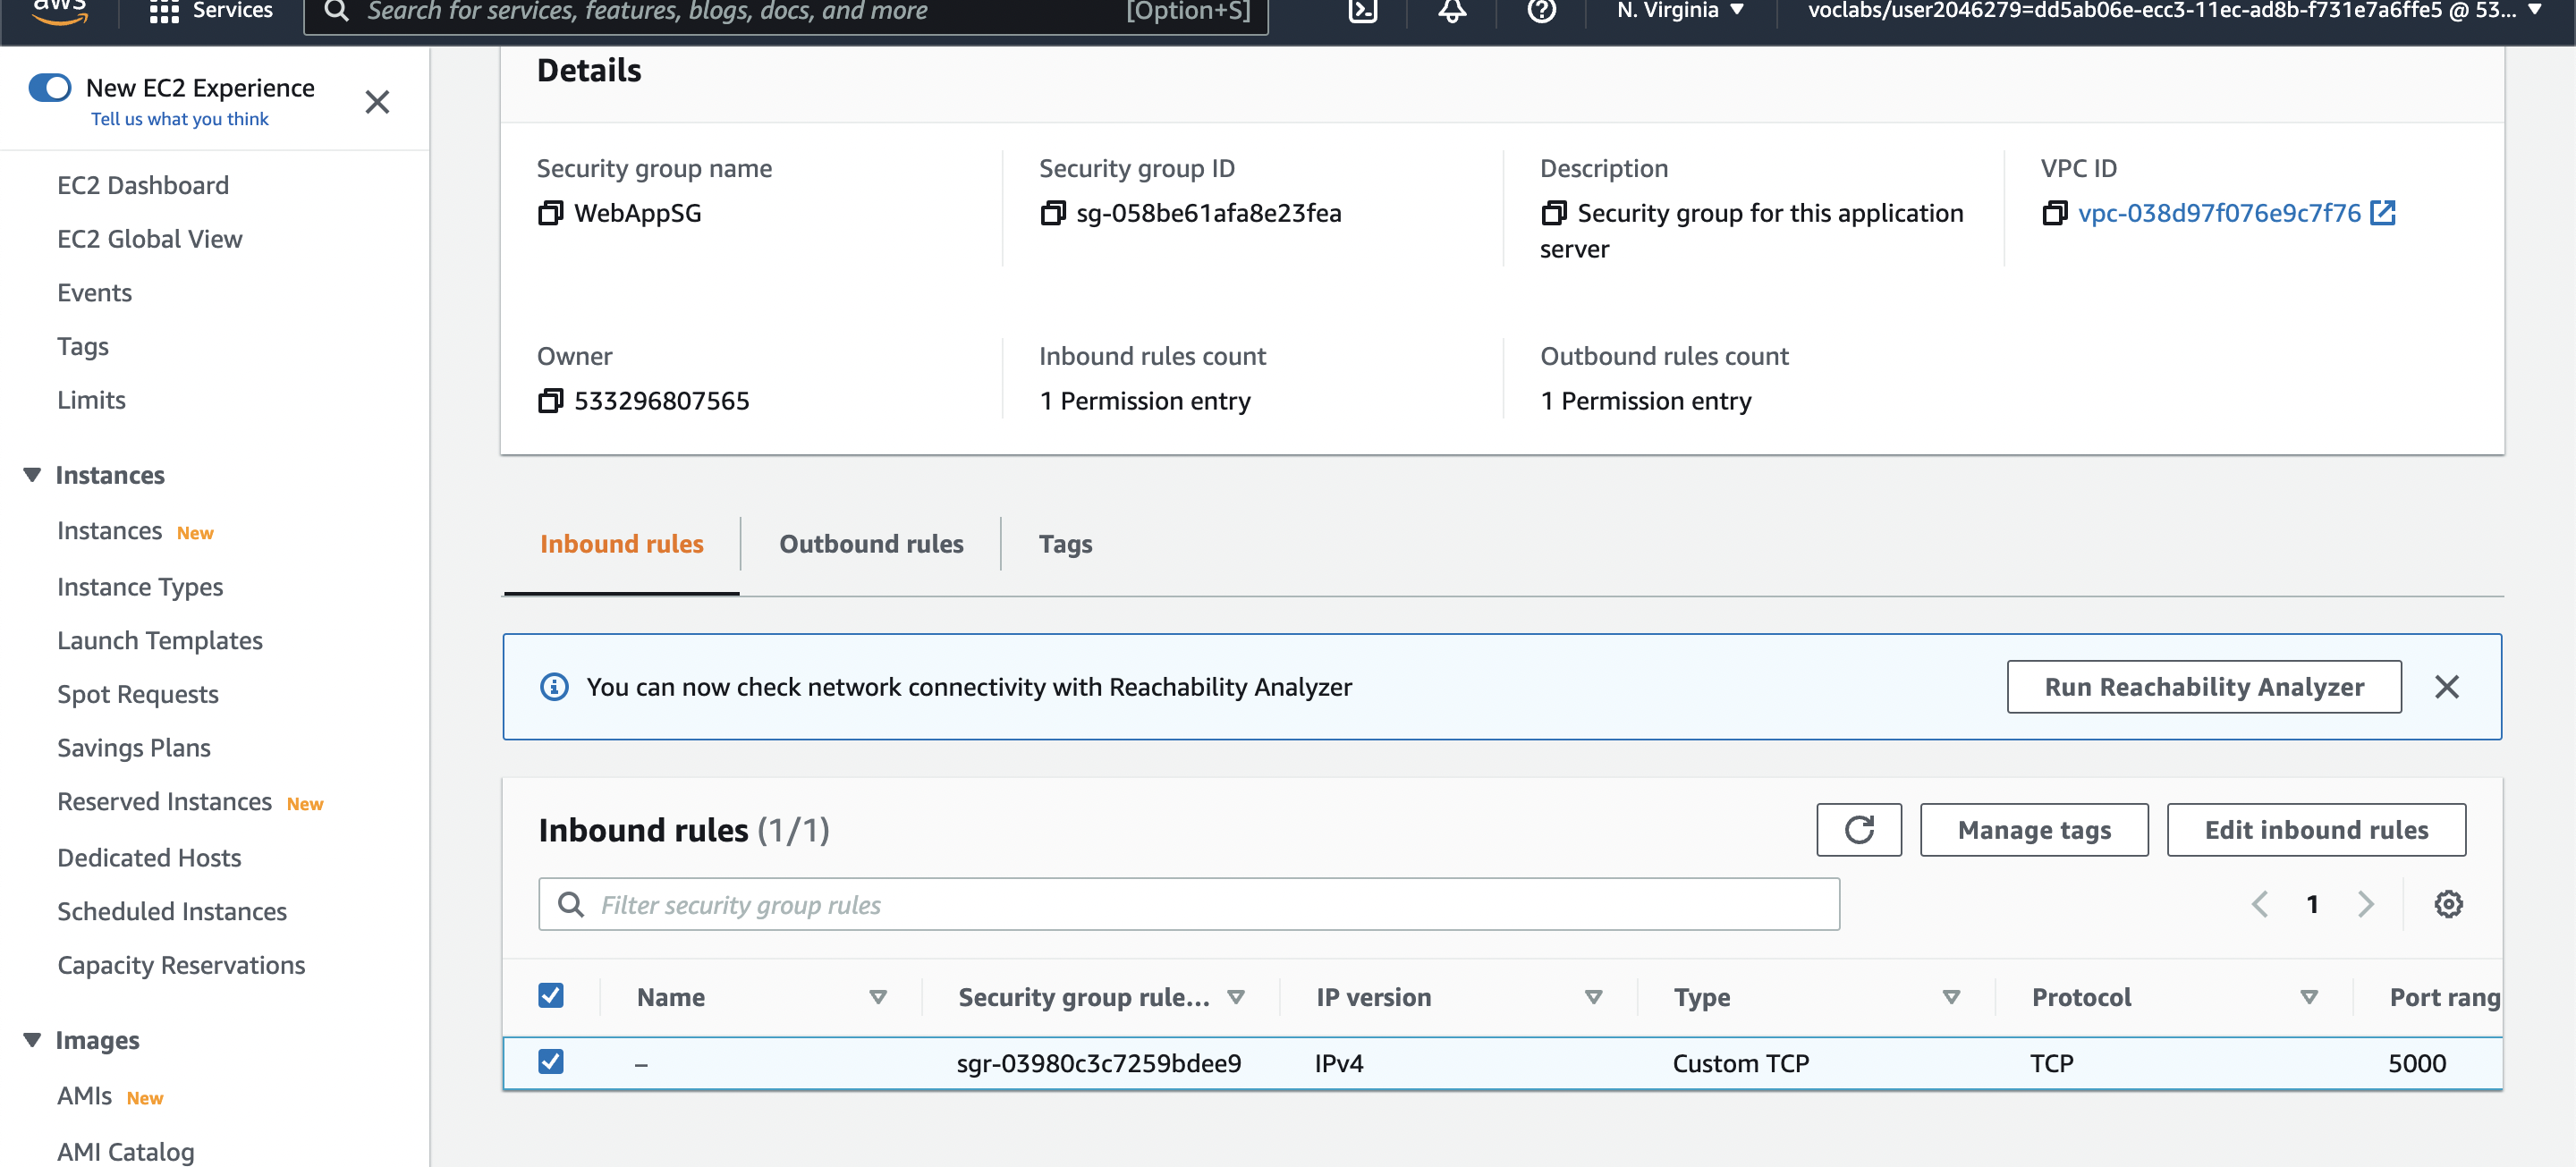 aws
Services
Search for services, features, blogs, docs, and more
[Option+S]
N. Virginia
voclabs/user2046279=dd5ab06e-ecc3-11ec-ad8b-f731e7a6ffe5 @ 53...
New EC2 Experience
Tell us what you think
EC2 Dashboard
EC2 Global View
Events
Tags
Limits
Instances
Instances New
Instance Types
Launch Templates
Spot Requests
Savings Plans
Reserved Instances New
Dedicated Hosts
Scheduled Instances
Capacity Reservations
Images
AMIs New
AMI Catalog
Details
Security group name
WebAppSG
Security group ID
sg-058be61afa8e23fea
Description
Security group for this application
server
VPC ID
vpc-038d97f076e9c7f76
Owner
533296807565
Inbound rules count
1 Permission entry
Outbound rules count
1 Permission entry
Inbound rules
Outbound rules
Tags
You can now check network connectivity with Reachability Analyzer
Run Reachability Analyzer
Inbound rules (1/1)
Manage tags
Edit inbound rules
Filter security group rules
1
Name
Security group rule...
IP version
Type
Protocol
Port rang
–
sgr-03980c3c7259bdee9
IPv4
Custom TCP
TCP
5000